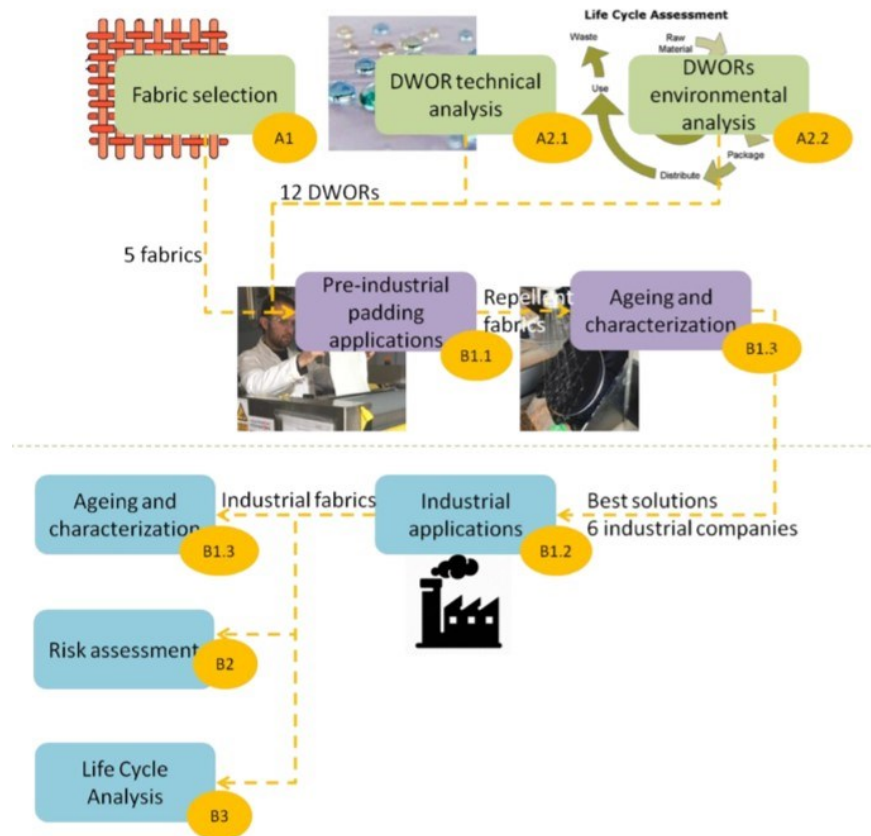 Life Cycle Assessment
Waste
Raw
Material
Fabric selection
A1
DWOR technical
analysis
A2.1
Use
DWORs
environmental
analysis
A2.2
Package
Distribute
12 DWORs
5 fabrics
Pre-industrial
padding
applications
B1.1
Repellent
fabrics
Ageing and
characterization
B1.3
Ageing and
characterization
B1.3
Industrial fabrics
Industrial
applications
B1.2
Best solutions
6 industrial companies
Risk assessment
B2
Life Cycle
Analysis
B3